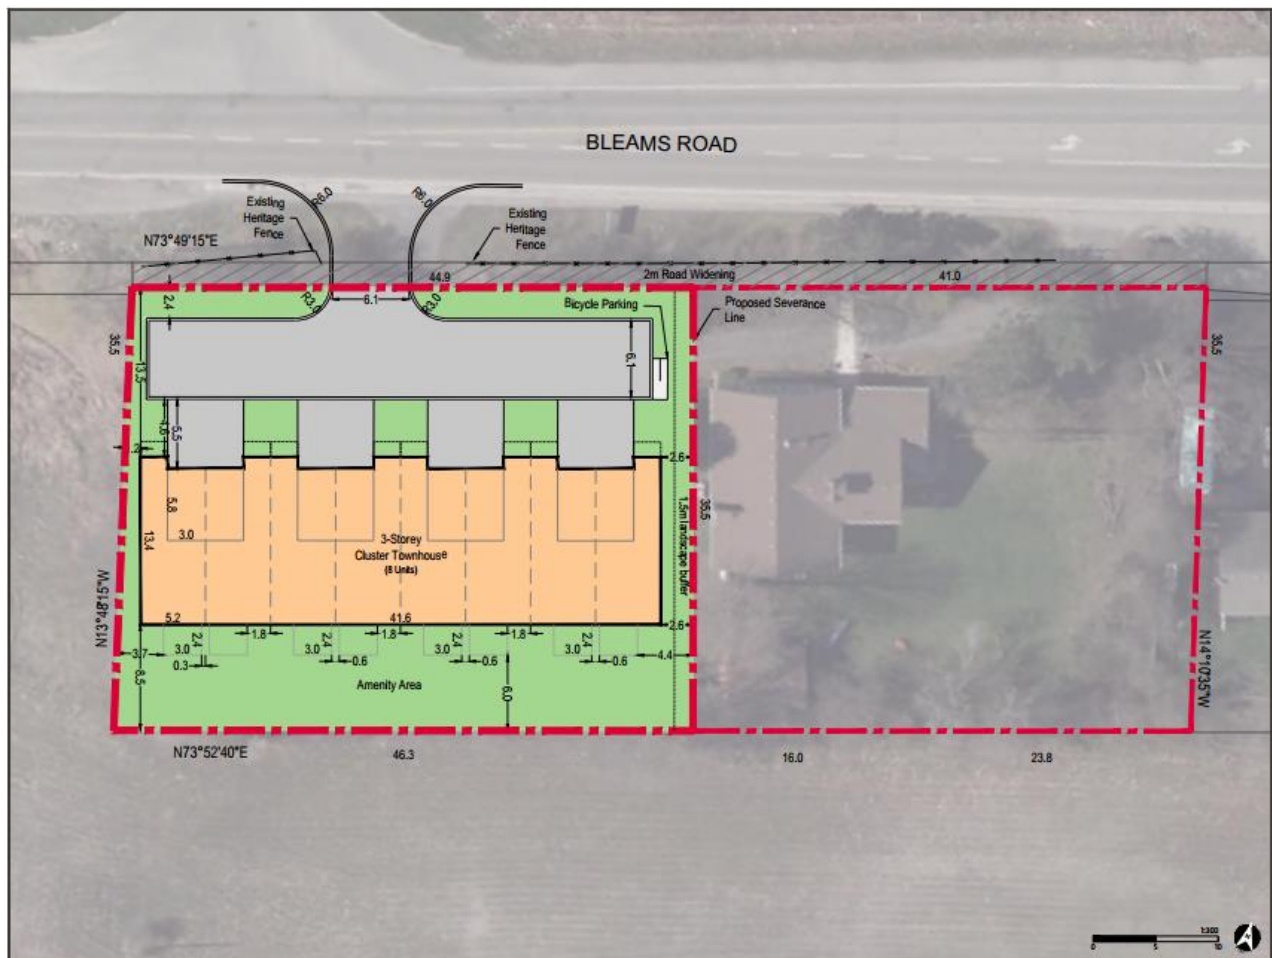 BLEAMS ROAD
R6.0
R6.0
Existing
Heritage
Fence
Existing
Heritage
Fence
N73°49'15"E
44.9
2m Road Widening
41.0
2.4
R3.0
6.1
R3.0
Bicycle Parking
Proposed Severance
Line
35.5
13.5
6.1
35.5
4.6
5.5
2.6
5.8
3.0
13.4
3-Storey
Cluster Townhouse
(8 Units)
1.5m landscape buffer
35.5
N13°48'15"W
5.2
41.6
2.6
3.7
2.4
3.0
0.3
1.8
2.4
3.0
0.6
1.8
2.4
3.0
0.6
1.8
2.4
3.0
0.6
4.4
8.5
Amenity Area
6.0
N14°10'35"W
N73°52'40"E
46.3
16.0
23.8
1:300
0
5
10